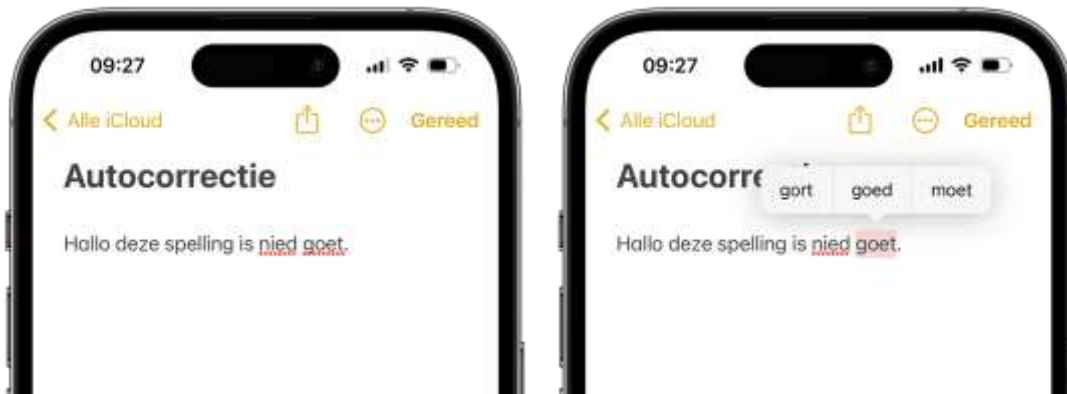 09:27
Alle iCloud
Gereed
Autocorrectie
Hallo deze spelling is nied goet.
09:27
Alle iCloud
Gereed
Autocorre
gort goed moet
Hallo deze spelling is nied goet.